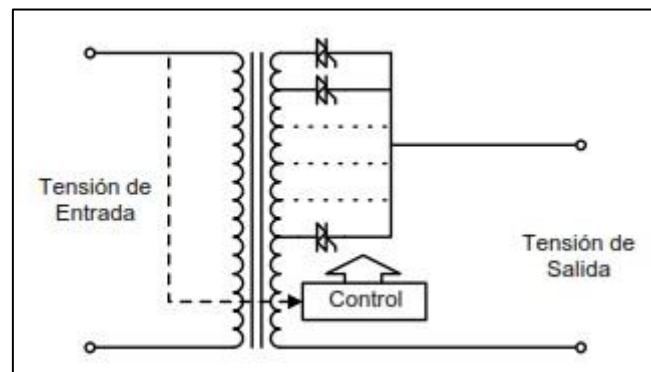 Tensión de
Entrada
Control
Tensión de
Salida